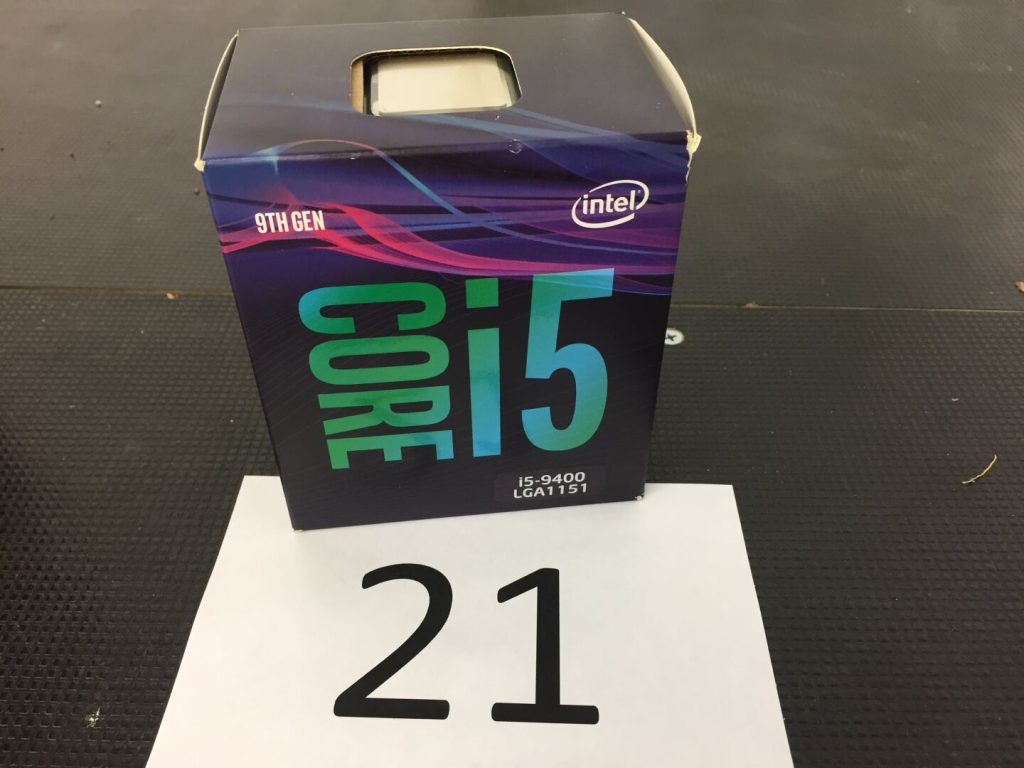 9TH GEN
intel
CORE i5
i5-9400
LGA1151
21